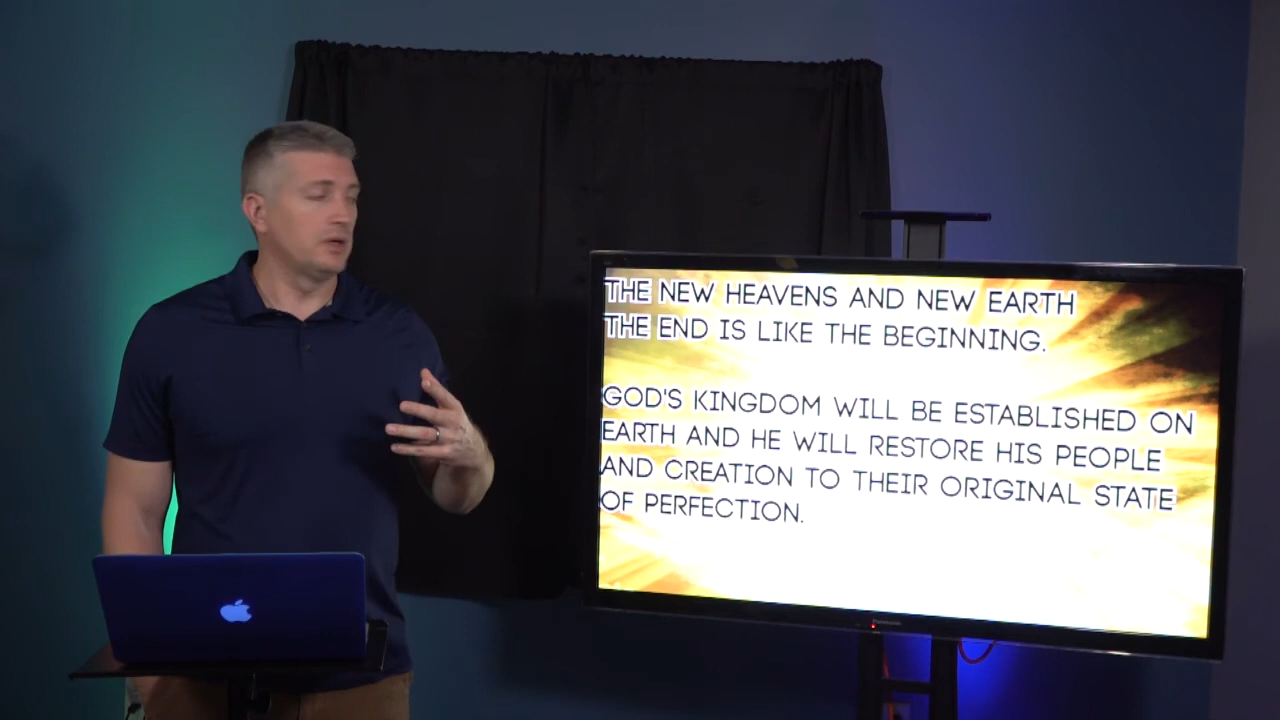 THE NEW HEAVENS AND NEW EARTH
THE END IS LIKE THE BEGINNING.
GOD'S KINGDOM WILL BE ESTABLISHED ON
EARTH AND HE WILL RESTORE HIS PEOPLE
AND CREATION TO THEIR ORIGINAL STATE
OF PERFECTION.
Panasonic